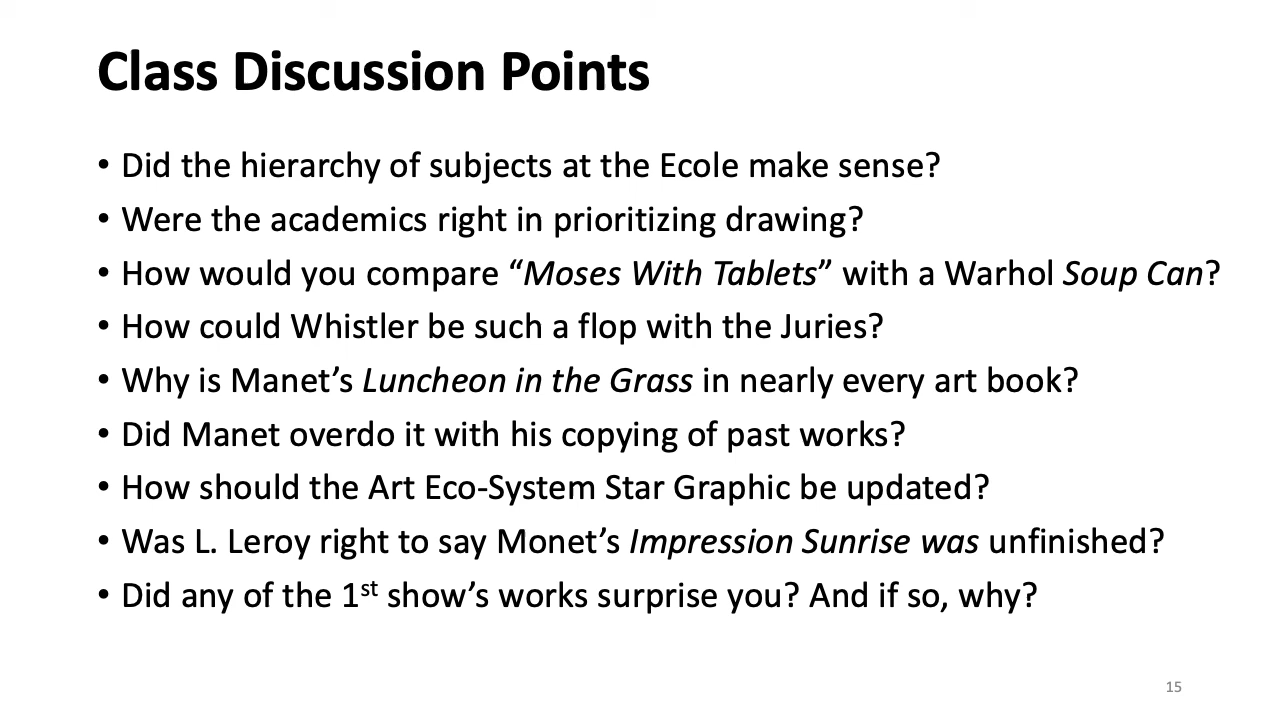 Class Discussion Points
• Did the hierarchy of subjects at the Ecole make sense?
• Were the academics right in prioritizing drawing?
• How would you compare “Moses With Tablets” with a Warhol Soup Can?
• How could Whistler be such a flop with the Juries?
• Why is Manet’s Luncheon in the Grass in nearly every art book?
• Did Manet overdo it with his copying of past works?
• How should the Art Eco-System Star Graphic be updated?
• Was L. Leroy right to say Monet’s Impression Sunrise was unfinished?
• Did any of the 1st show’s works surprise you? And if so, why?
15